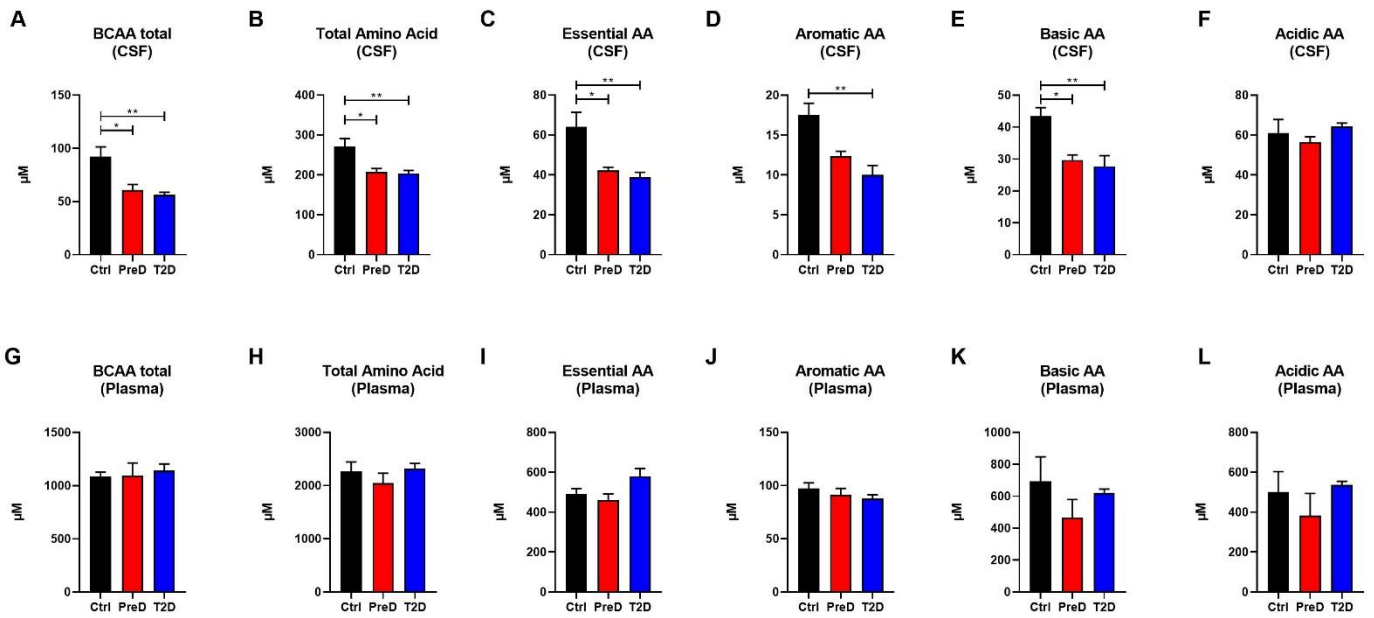 A
BCAA total
(CSF)
150
100
50
0
µM
*
**
Ctrl PreD T2D
B
Total Amino Acid
(CSF)
400
300
200
100
0
µM
*
**
Ctrl PreD T2D
C
Essential AA
(CSF)
80
60
40
20
0
µM
*
**
Ctrl PreD T2D
D
Aromatic AA
(CSF)
20
15
10
5
0
µM
**
Ctrl PreD T2D
E
Basic AA
(CSF)
50
40
30
20
10
0
µM
*
**
Ctrl PreD T2D
F
Acidic AA
(CSF)
80
60
40
20
0
µM
Ctrl PreD T2D
G
BCAA total
(Plasma)
1500
1000
500
0
µM
Ctrl PreD T2D
H
Total Amino Acid
(Plasma)
3000
2000
1000
0
µM
Ctrl PreD T2D
I
Essential AA
(Plasma)
800
600
400
200
0
µM
Ctrl PreD T2D
J
Aromatic AA
(Plasma)
150
100
50
0
µM
Ctrl PreD T2D
K
Basic AA
(Plasma)
1000
800
600
400
200
0
µM
Ctrl PreD T2D
L
Acidic AA
(Plasma)
800
600
400
200
0
µM
Ctrl PreD T2D